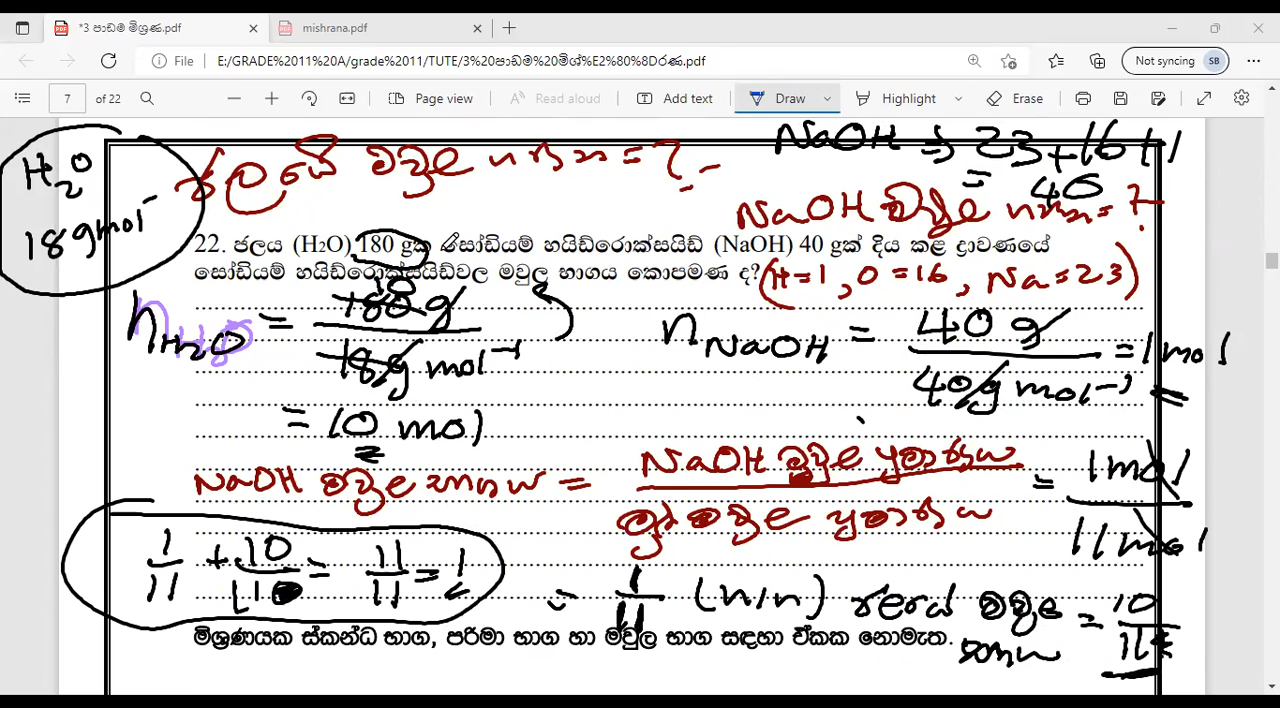 *3 පාඩම මිශ්‍රණ.pdf
mishrana.pdf
File E:/GRADE%2011%20A/grade%2011/TUTE/3%20පාඩම%20මිශ්%E2%80%8Dරණ.pdf
Not syncing SB
7 of 22
Page view
Read aloud
Add text
Draw
Highlight
Erase
NaOH ⇒ 23+16+1
= 40
H2O
18gmol-
ජලයේ මවුල භාගය = ?
NaOH මවුල භාගය = ?
22. ජලය (H2O) 180 gක සෝඩියම් හයිඩ්රොක්සයිඩ් (NaOH) 40 gක් දිය කළ ද්‍රාවණයේ
සෝඩියම් හයිඩ්රොක්සයිඩ්වල මවුල භාගය කොපමණ ද?
(H=1, O=16, Na=23)
nH2O = 180 g / 18 g mol-1
10
= 10 mol
nNaOH = 40 g / 40 g mol-1 = 1 mol
NaOH මවුල භාගය = NaOH මවුල ප්‍රමාණය / මුළු මවුල ප්‍රමාණය = 1 mol / 11 mol
1/11 + 10/11 = 11/11 = 1
= 1/11 (n/n)
ජලයේ මවුල භාගය = 10/11
මිශ්‍රණයක ස්කන්ධ භාග, පරිමා භාග හා මවුල භාග සඳහා ඒකක නොමැත.